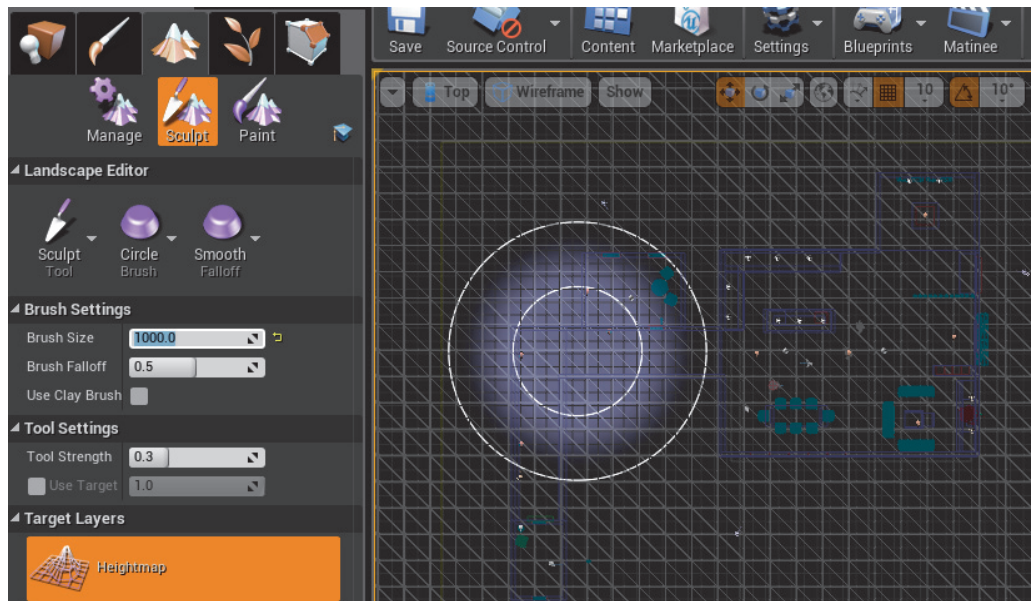 Save Source Control Content Marketplace Settings Blueprints Matinee
Top Wireframe Show 10 10°
Manage Sculpt Paint
Landscape Editor
Sculpt Circle Smooth
Tool Brush Falloff
Brush Settings
Brush Size 1000.0
Brush Falloff 0.5
Use Clay Brush
Tool Settings
Tool Strength 0.3
Use Target 1.0
Target Layers
Heightmap